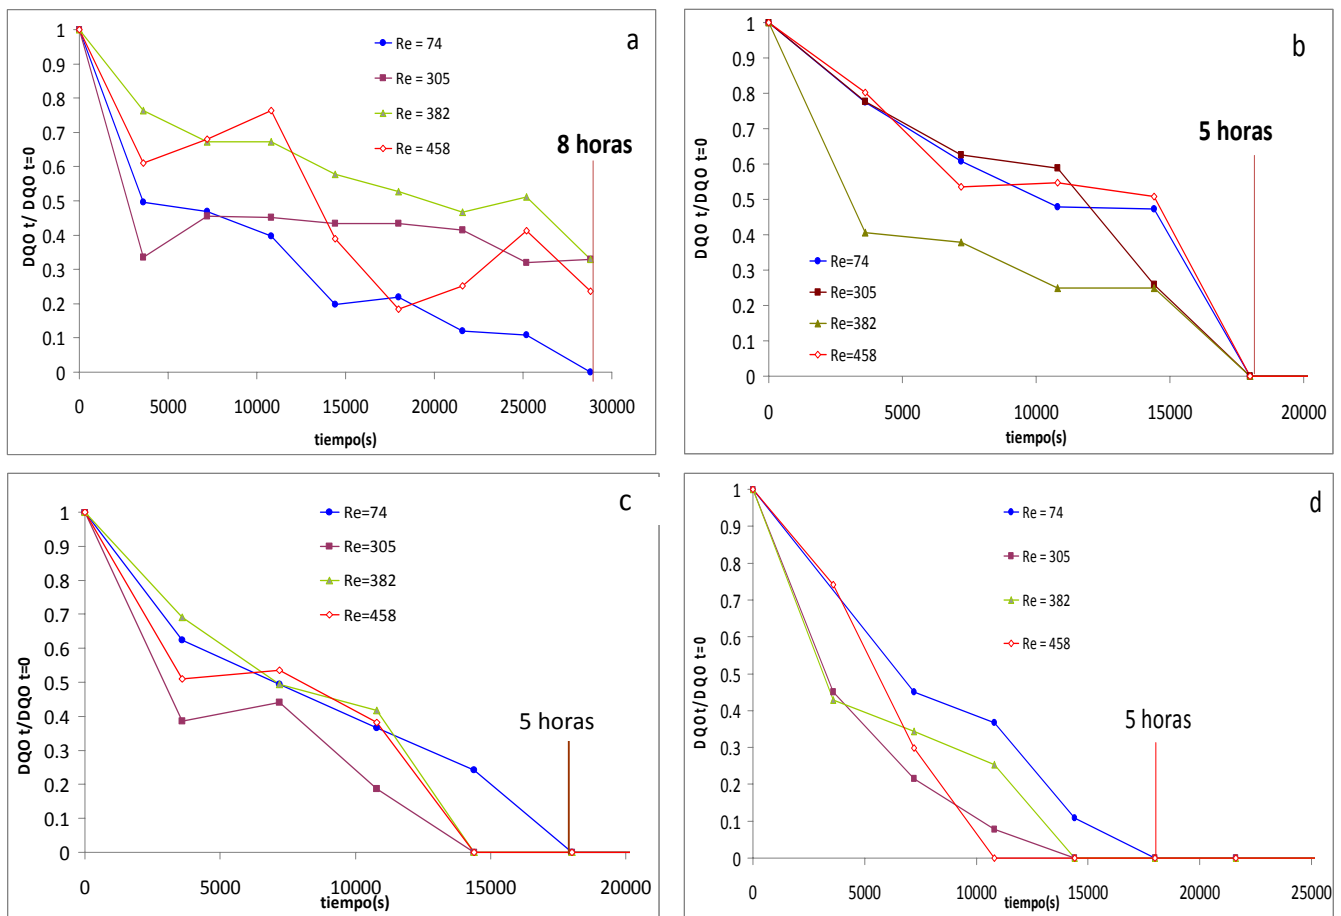 a
DQO t/ DQO t=0
1
0.9
0.8
0.7
0.6
0.5
0.4
0.3
0.2
0.1
0
Re = 74
Re = 305
Re = 382
Re = 458
8 horas
0 5000 10000 15000 20000 25000 30000
tiempo(s)
b
DQO t/DQO t=0
1
0.9
0.8
0.7
0.6
0.5
0.4
0.3
0.2
0.1
0
5 horas
Re=74
Re=305
Re=382
Re=458
0 5000 10000 15000 20000
tiempo(s)
c
DQO t/DQO t=0
1
0.9
0.8
0.7
0.6
0.5
0.4
0.3
0.2
0.1
0
Re=74
Re=305
Re=382
Re=458
5 horas
0 5000 10000 15000 20000
tiempo(s)
d
DQOt/DQO t=0
1
0.9
0.8
0.7
0.6
0.5
0.4
0.3
0.2
0.1
0
Re = 74
Re = 305
Re = 382
Re = 458
5 horas
0 5000 10000 15000 20000 25000
tiempo(s)